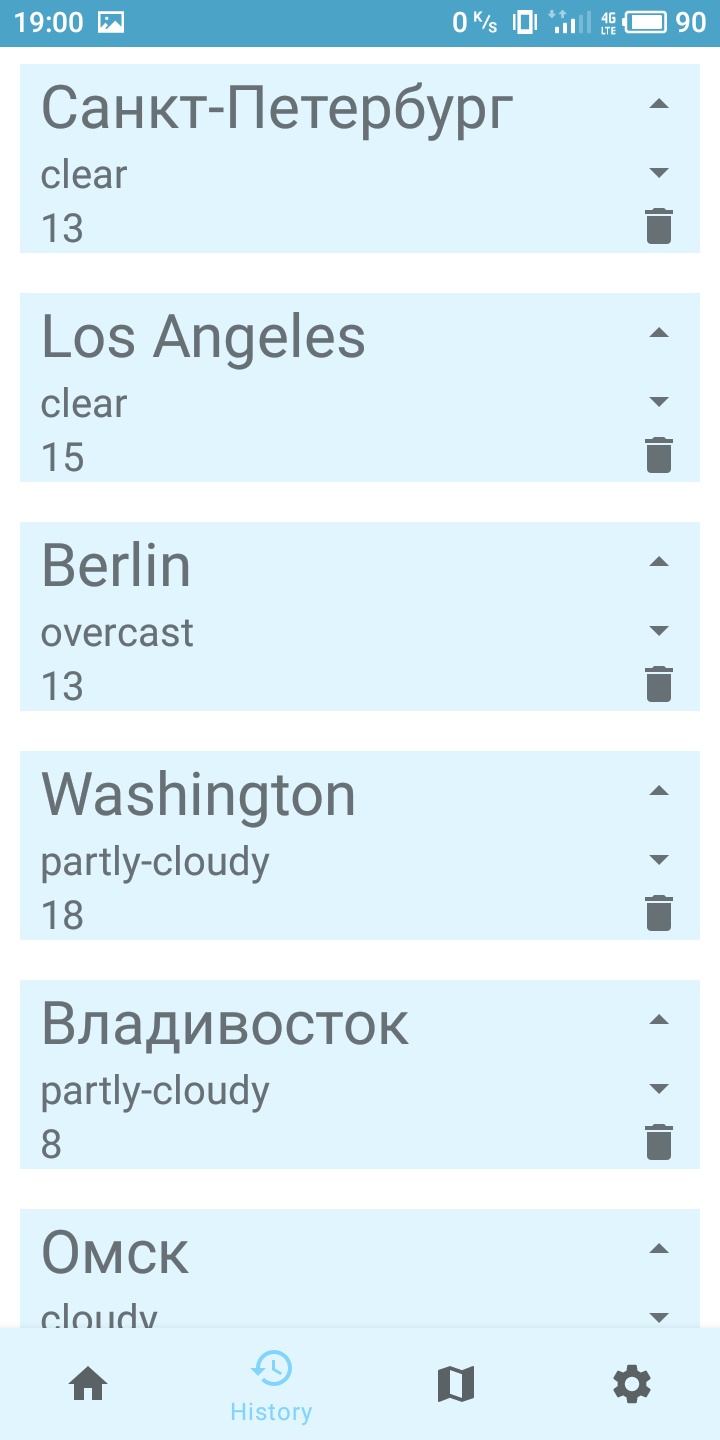 19:00 0 K/s 4G LTE 90
Санкт-Петербург
clear
13
Los Angeles
clear
15
Berlin
overcast
13
Washington
partly-cloudy
18
Владивосток
partly-cloudy
8
Омск
cloudy
History